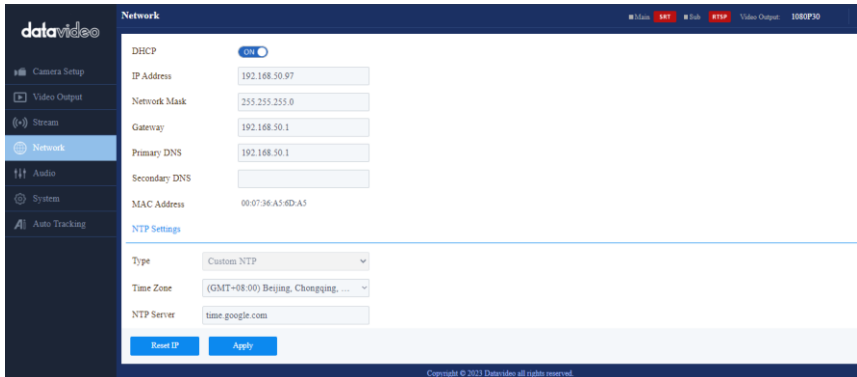 datavideo
Network
Main SRT Sub RTSP Video Output: 1080P30
Camera Setup
Video Output
Stream
Network
Audio
System
Auto Tracking
DHCP ON
IP Address 192.168.50.97
Network Mask 255.255.255.0
Gateway 192.168.50.1
Primary DNS 192.168.50.1
Secondary DNS
MAC Address 00:07:36:A5:6D:A5
NTP Settings
Type Custom NTP
Time Zone (GMT+08:00) Beijing, Chongqing, ...
NTP Server time.google.com
Reset IP Apply
Copyright © 2023 Datavideo all rights reserved.